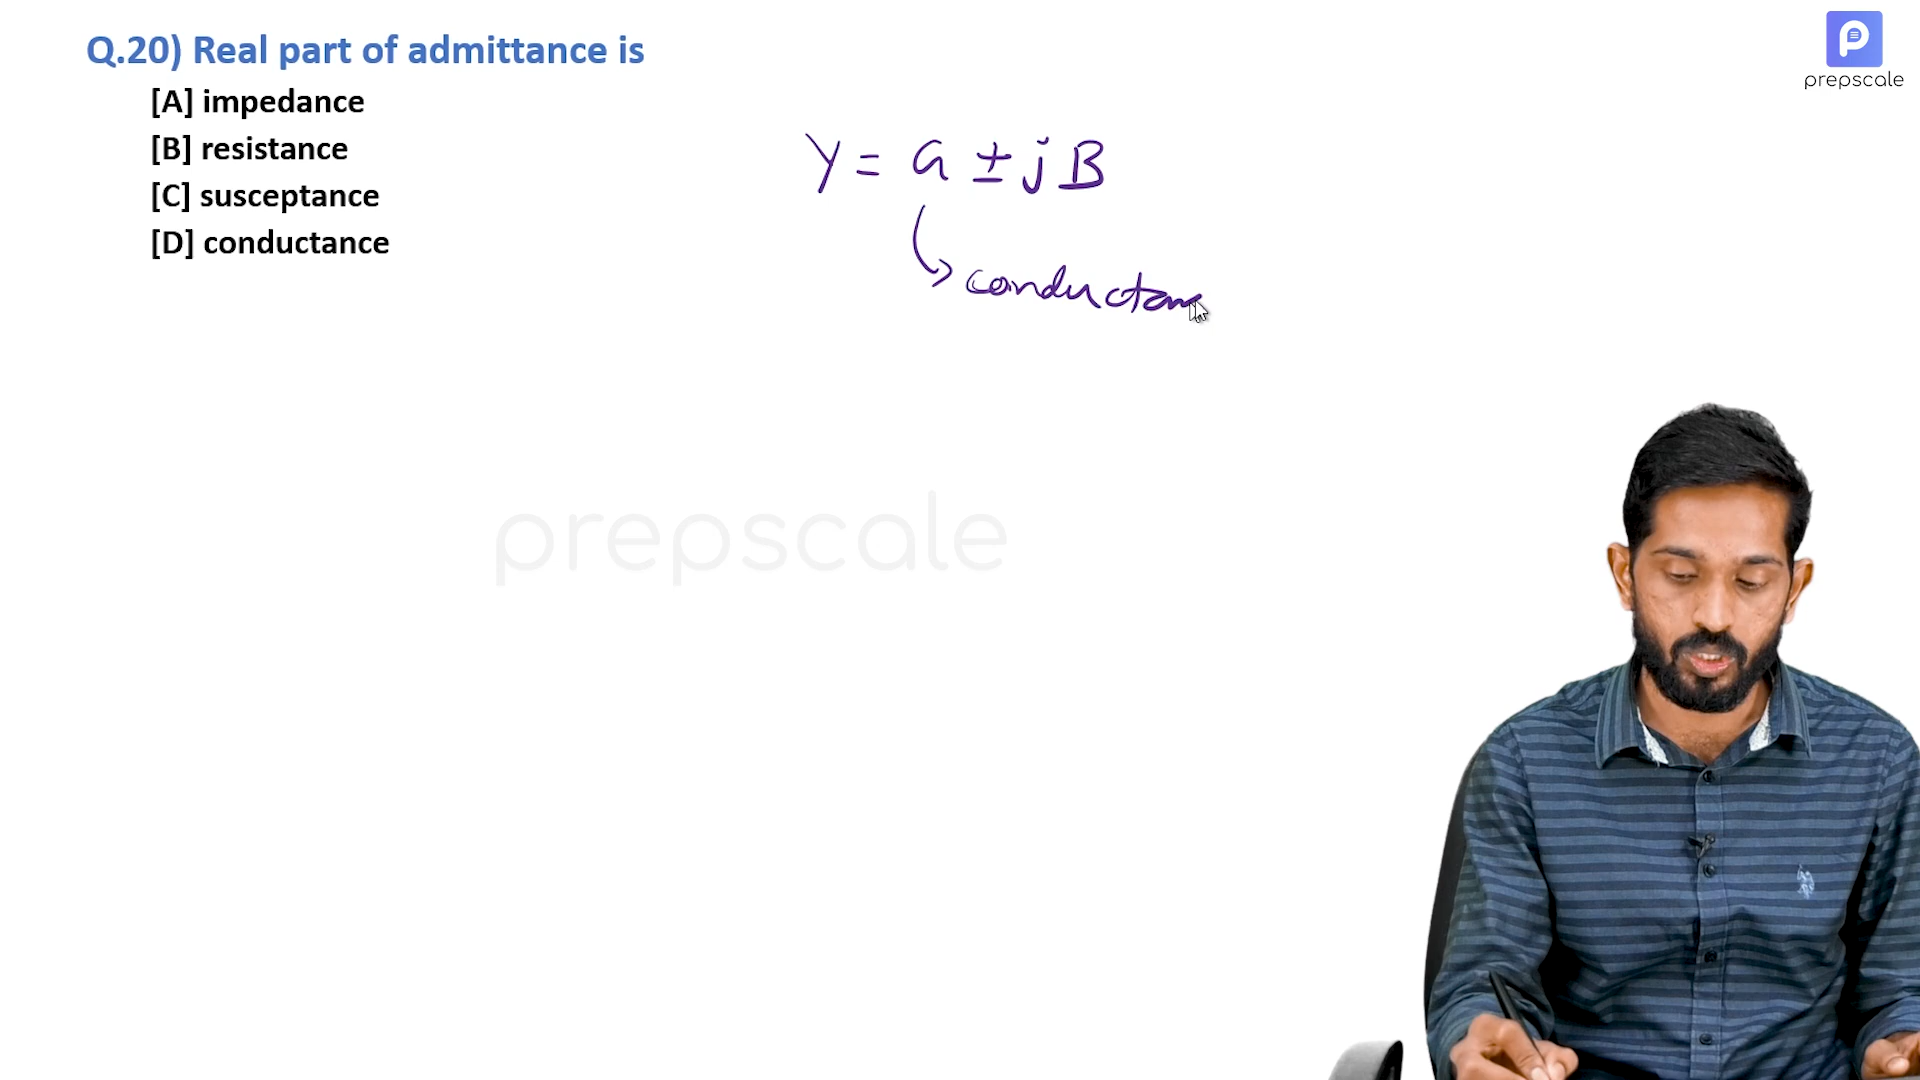 Q.20) Real part of admittance is
[A] impedance
[B] resistance
[C] susceptance
[D] conductance
Y = G ± j B
conductan
prepscale
prepscale